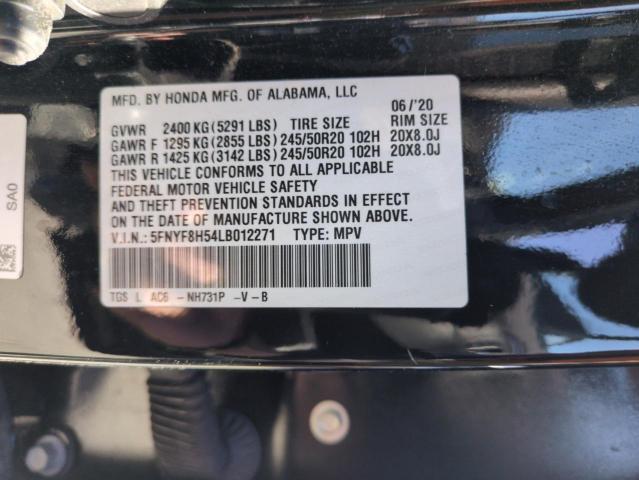 MFD. BY HONDA MFG. OF ALABAMA, LLC 06/'20
GVWR 2400 KG (5291 LBS) TIRE SIZE RIM SIZE
GAWR F 1295 KG (2855 LBS) 245/50R20 102H 20X8.0J
GAWR R 1425 KG (3142 LBS) 245/50R20 102H 20X8.0J
THIS VEHICLE CONFORMS TO ALL APPLICABLE
FEDERAL MOTOR VEHICLE SAFETY
AND THEFT PREVENTION STANDARDS IN EFFECT
ON THE DATE OF MANUFACTURE SHOWN ABOVE.
V.I.N.: 5FNYF8H54LB012271 TYPE: MPV
TGS L AC6 - NH731P - V - B
SA0